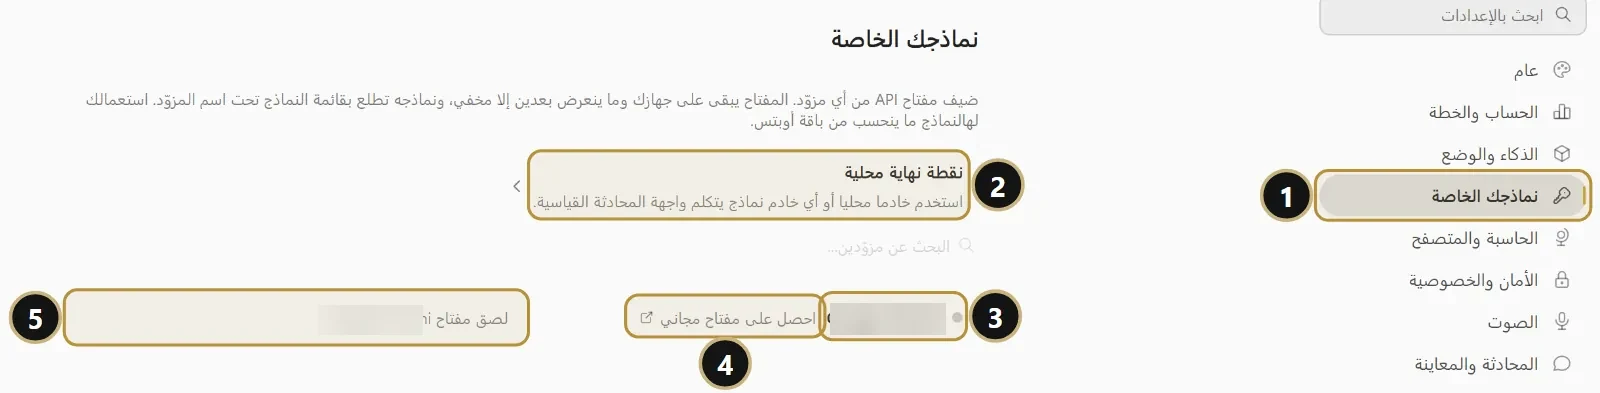 ابحث بالإعدادات
عام
الحساب والخطة
الذكاء والوضع
نماذجك الخاصة
1
الحاسبة والمتصفح
الأمان والخصوصية
الصوت
المحادثة والمعاينة
نماذجك الخاصة
ضيف مفتاح API من أي مزوّد. المفتاح يبقى على جهازك وما ينعرض بعدين إلا مخفي، ونماذجه تطلع بقائمة النماذج تحت اسم المزوّد. استعمالك
لهالنماذج ما ينحسب من باقة أوبتس.
2
نقطة نهاية محلية
استخدم خادما محليا أو أي خادم نماذج يتكلم واجهة المحادثة القياسية.
البحث عن مزوّدين...
3
احصل على مفتاح مجاني
4
لصق مفتاح
5